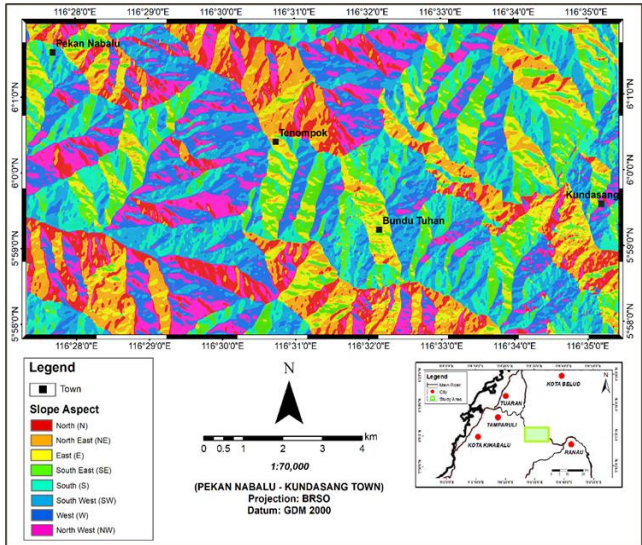 116°28'0"E 116°29'0"E 116°30'0"E 116°31'0"E 116°32'0"E 116°33'0"E 116°34'0"E 116°35'0"E
Pekan Nabalu
6°1'0"N 6°1'0"N
Tenompok
6°0'0"N 6°0'0"N
Kundasang
Bundu Tuhan
5°59'0"N 5°59'0"N
5°58'0"N 5°58'0"N
116°28'0"E 116°29'0"E 116°30'0"E 116°31'0"E 116°32'0"E 116°33'0"E 116°34'0"E 116°35'0"E
Legend
Town
Slope Aspect
North (N)
North East (NE)
East (E)
South East (SE)
South (S)
South West (SW)
West (W)
North West (NW)
N
km
0 0.5 1 2 3 4
1:70,000
(PEKAN NABALU - KUNDASANG TOWN)
Projection: BRSO
Datum: GDM 2000
Legend
Main Road
City
Study Area
N
KOTA BELUD
TUARAN
TAMPARULI
KOTA KINABALU
RANAU